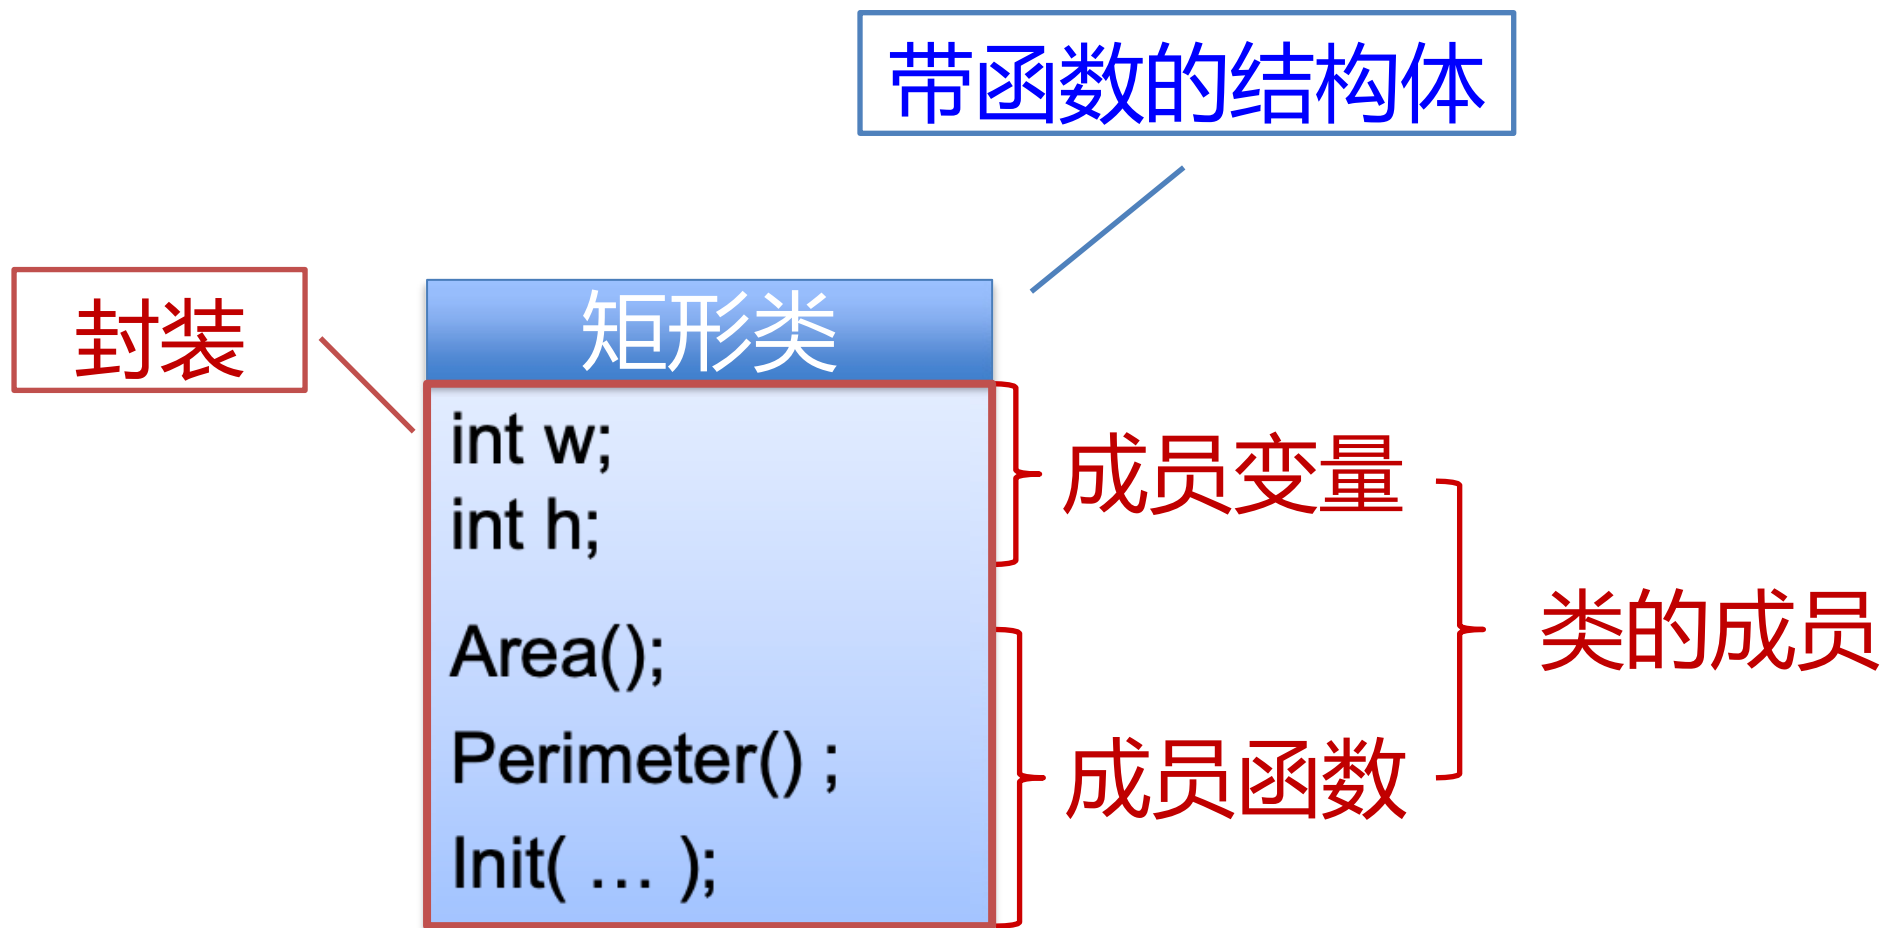 带函数的结构体
封装
矩形类
int w;
int h;
成员变量
类的成员
Area();
Perimeter() ;
成员函数
Init( … );